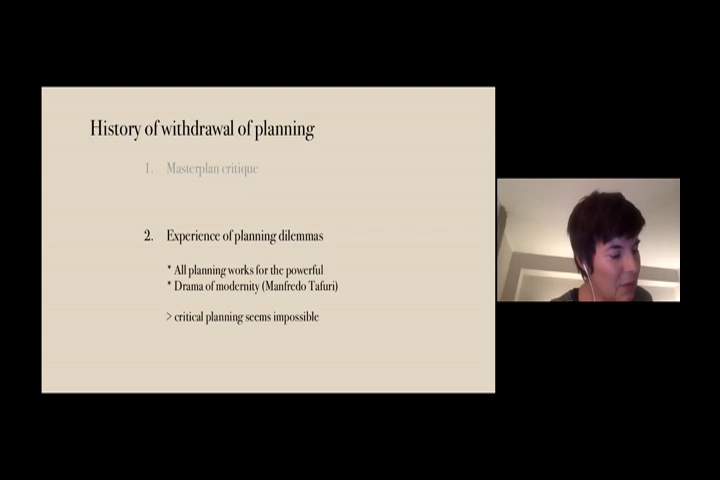 History of withdrawal of planning
1. Masterplan critique
2. Experience of planning dilemmas
* All planning works for the powerful
* Drama of modernity (Manfredo Tafuri)
> critical planning seems impossible